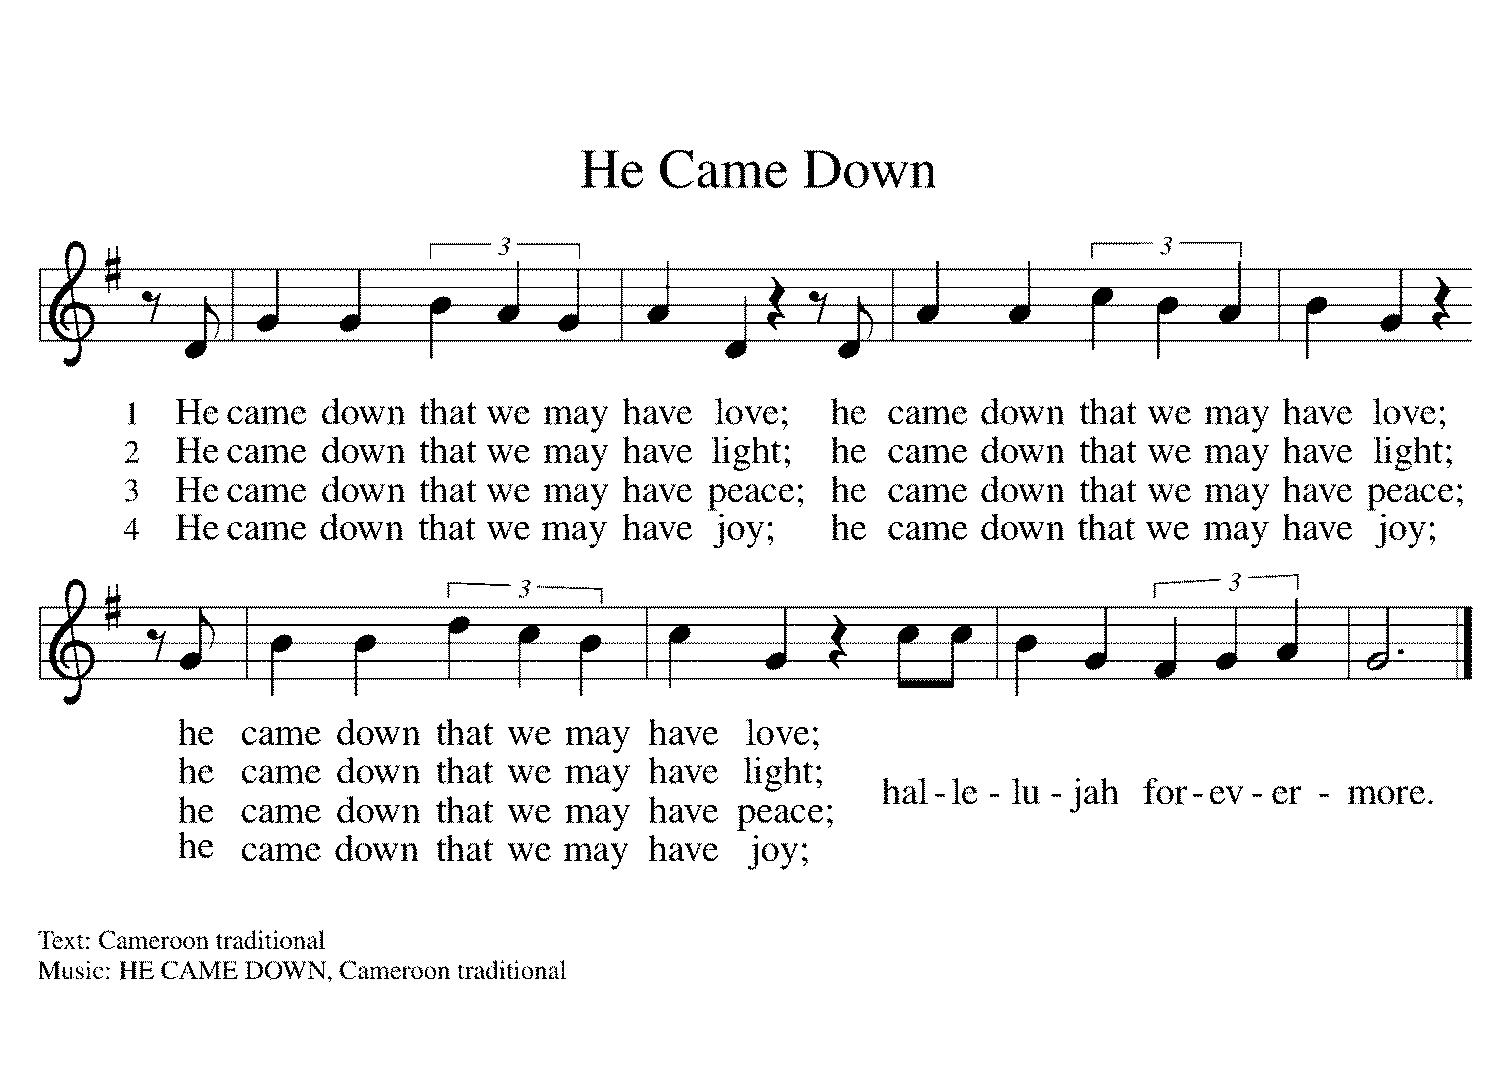 He Came Down
3 3
1 He came down that we may have love; he came down that we may have love;
2 He came down that we may have light; he came down that we may have light;
3 He came down that we may have peace; he came down that we may have peace;
4 He came down that we may have joy; he came down that we may have joy;
3 3
he came down that we may have love;
he came down that we may have light;
hal - le - lu - jah for - ev - er - more.
he came down that we may have peace;
he came down that we may have joy;
Text: Cameroon traditional
Music: HE CAME DOWN, Cameroon traditional